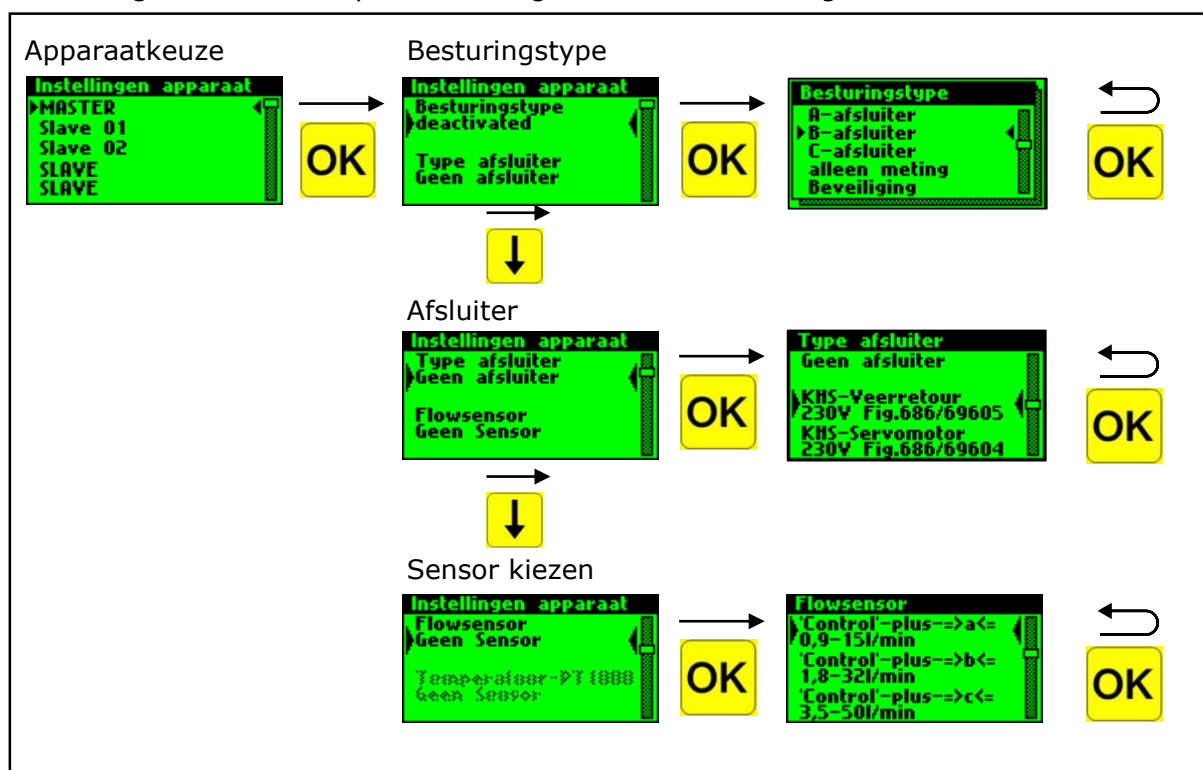 Apparaatkeuze
Besturingstype
Instellingen apparaat
MASTER
Slave 01
Slave 02
SLAVE
SLAVE
OK
Instellingen apparaat
Besturingstype
deactivated
Type afsluiter
Geen afsluiter
OK
Besturingstype
A-afsluiter
B-afsluiter
C-afsluiter
alleen meting
Beveiliging
OK
Afsluiter
Instellingen apparaat
Type afsluiter
Geen afsluiter
Flowsensor
Geen Sensor
OK
Type afsluiter
Geen afsluiter
KHS-Veerretour
230V Fig.686/69605
KHS-Servomotor
230V Fig.686/69604
OK
Sensor kiezen
Instellingen apparaat
Flowsensor
Geen Sensor
Temperatuur-PT1000
Geen Sensor
OK
Flowsensor
'Control'-plus-=>a<=
0,9-15l/min
'Control'-plus-=>b<=
1,8-32l/min
'Control'-plus-=>c<=
3,5-50l/min
OK